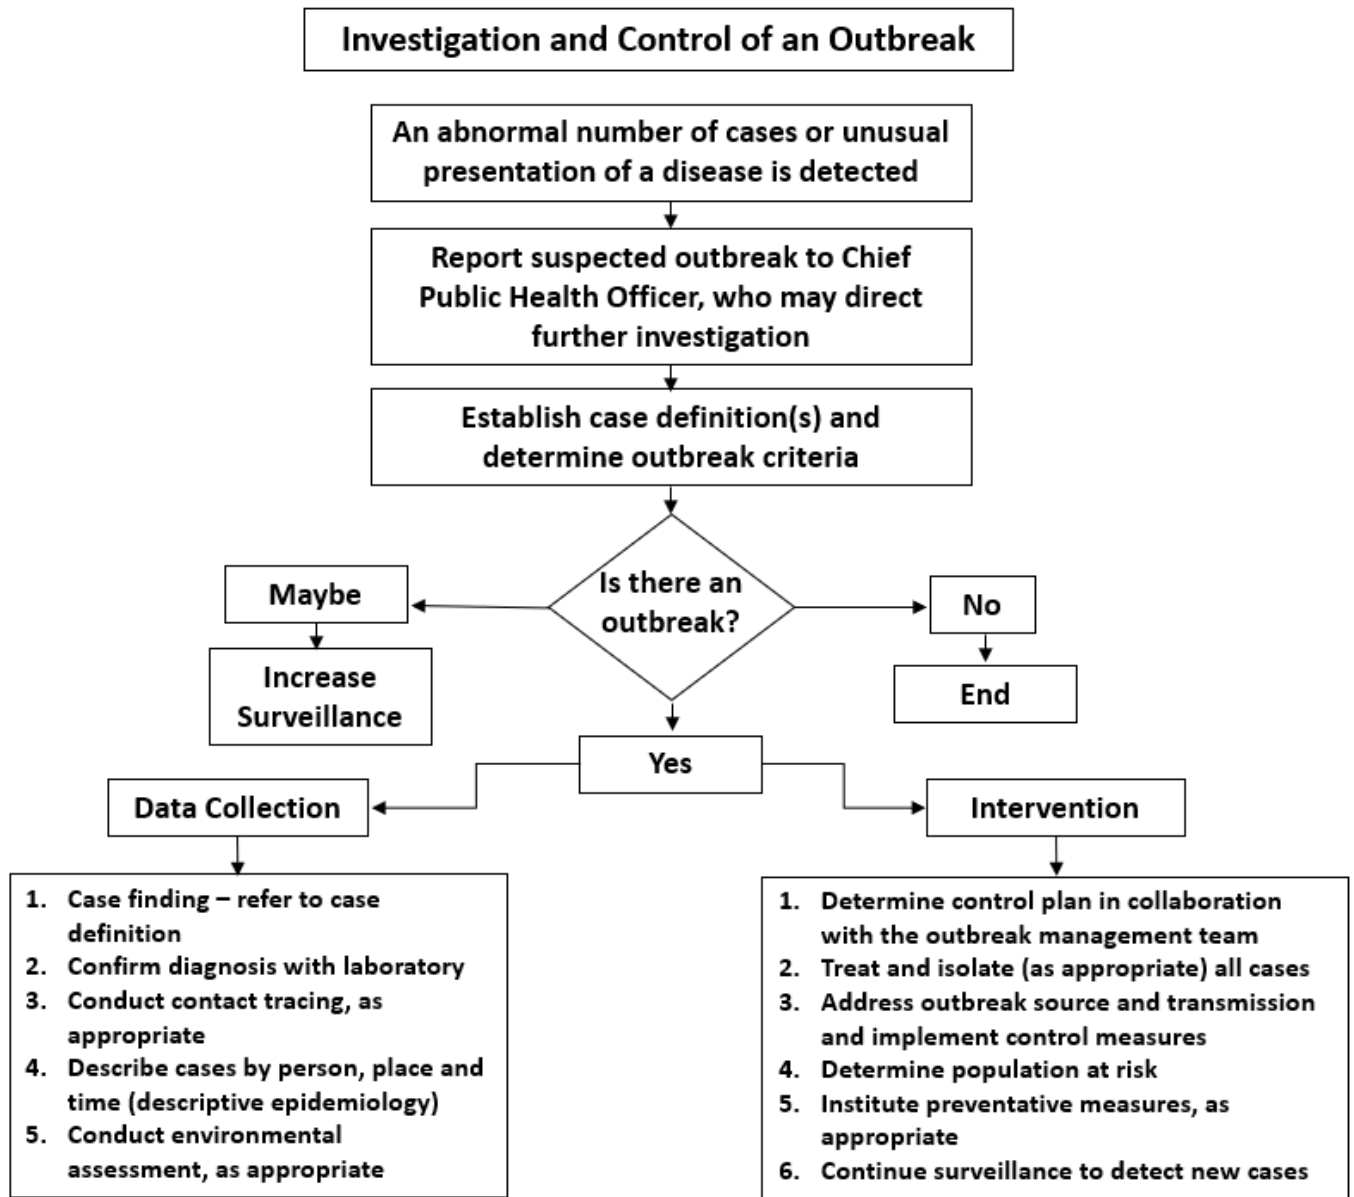 Investigation and Control of an Outbreak
An abnormal number of cases or unusual
presentation of a disease is detected
Report suspected outbreak to Chief
Public Health Officer, who may direct
further investigation
Establish case definition(s) and
determine outbreak criteria
Is there an
outbreak?
Maybe
Increase
Surveillance
No
End
Yes
Data Collection
1. Case finding – refer to case
definition
2. Confirm diagnosis with laboratory
3. Conduct contact tracing, as
appropriate
4. Describe cases by person, place and
time (descriptive epidemiology)
5. Conduct environmental
assessment, as appropriate
Intervention
1. Determine control plan in collaboration
with the outbreak management team
2. Treat and isolate (as appropriate) all cases
3. Address outbreak source and transmission
and implement control measures
4. Determine population at risk
5. Institute preventative measures, as
appropriate
6. Continue surveillance to detect new cases